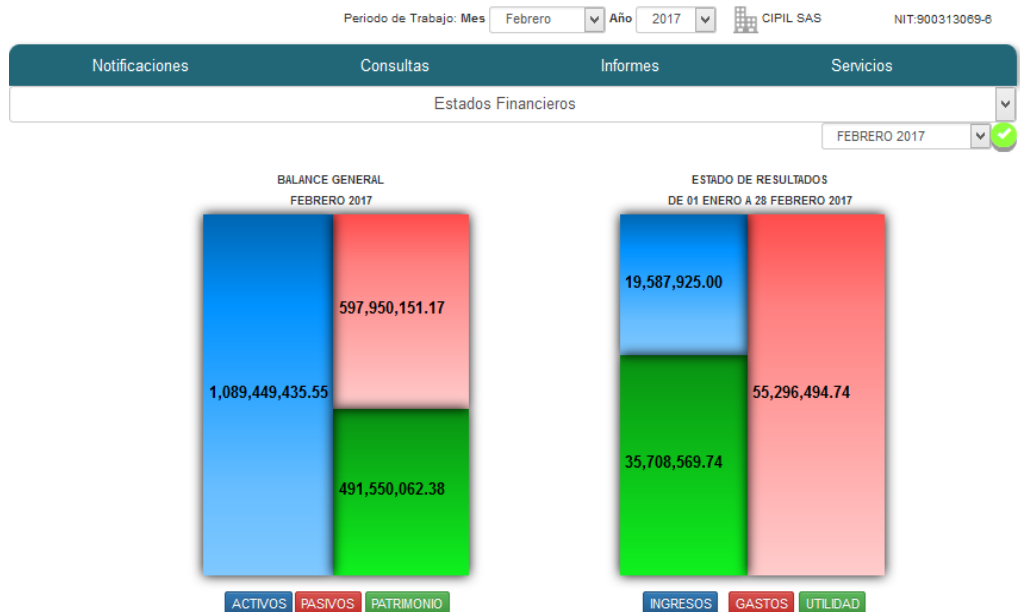 Periodo de Trabajo: Mes Febrero Año 2017 CIPIL SAS NIT:900313069-6
Notificaciones Consultas Informes Servicios
Estados Financieros
FEBRERO 2017
BALANCE GENERAL
FEBRERO 2017
1,089,449,435.55
597,950,151.17
491,550,062.38
ACTIVOS PASIVOS PATRIMONIO
ESTADO DE RESULTADOS
DE 01 ENERO A 28 FEBRERO 2017
19,587,925.00
35,708,569.74
55,296,494.74
INGRESOS GASTOS UTILIDAD